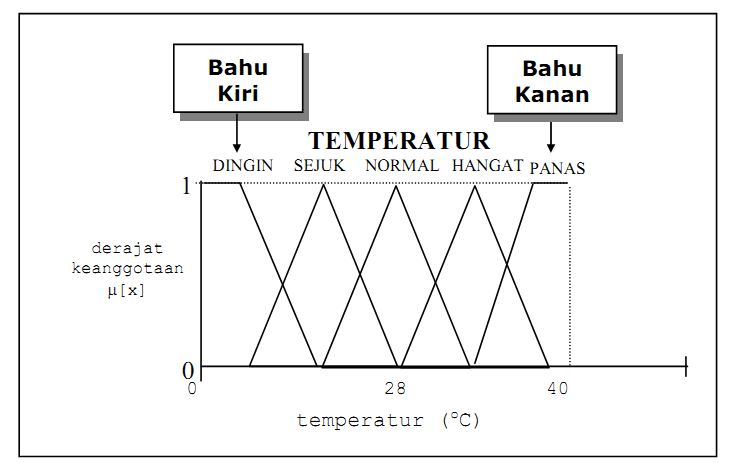 Bahu
Kiri
Bahu
Kanan
TEMPERATUR
DINGIN SEJUK NORMAL HANGAT PANAS
1
derajat
keanggotaan
μ[x]
0
0 28 40
temperatur (°C)